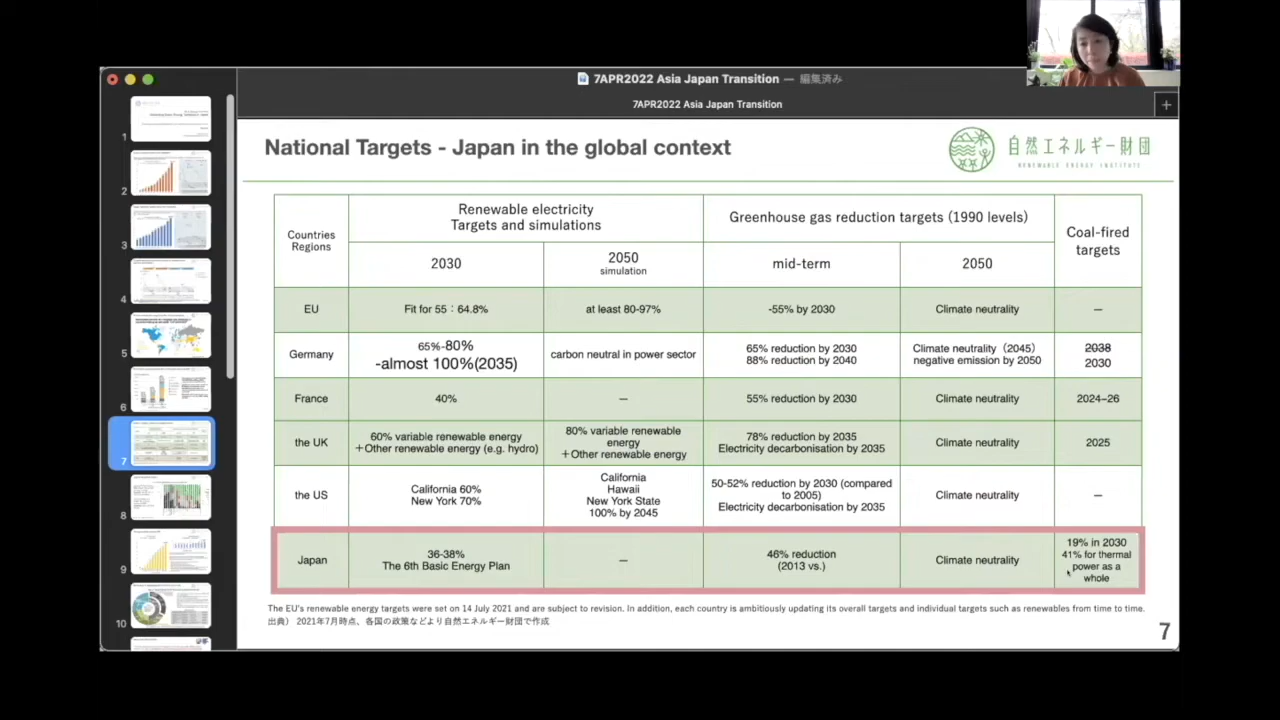 7APR2022 Asia Japan Transition — 編集済み
7APR2022 Asia Japan Transition
+
1
2
3
4
5
6
7
8
9
10
National Targets - Japan in the global context
自然エネルギー財団
RENEWABLE ENERGY INSTITUTE
Countries
Regions
Renewable electricity
Targets and simulations
Greenhouse gas reduction targets (1990 levels)
Coal-fired
targets
2030
2050
simulation
mid-term
2050
EU
Fit for 55：64.8%
at least 80-97%
-55% by 2030
Climate neutrality
—
Germany
65%-80%
-almost 100%(2035)
carbon neutral in power sector
65% reduction by 2030
88% reduction by 2040
Climate neutrality（2045）
negative emission by 2050
2038
2030
France
40%
—
55% reduction by 2030
Climate neutrality
2024-26
the UK
60% variable renewable energy
＋Other renewable energy (e.g. hydro)
80% variable renewable
energy
＋Other renewable energy
78% reduction by 2035
Electricity decarbonisation by 2035
Climate neutrality
2025
the US
California 60%
New York 70%
California
Hawaii
New York State
100% by 2045
50-52% reduction by 2030 (compared
to 2005)
Electricity decarbonisation by 2035
Climate neutrality
—
Japan
36-38%
The 6th Basic Energy Plan
—
46% reduction
(2013 vs.)
Climate neutrality
19% in 2030
41% for thermal
power as a
whole
The EU's renewable energy targets were set on 14 July 2021 and are subject to revision. In addition, each country is ambitiously updating its overall targets and individual targets such as renewables from time to time.
出典） 2021年7月時点、各国の政策などより自然エネルギー財団で作成
7